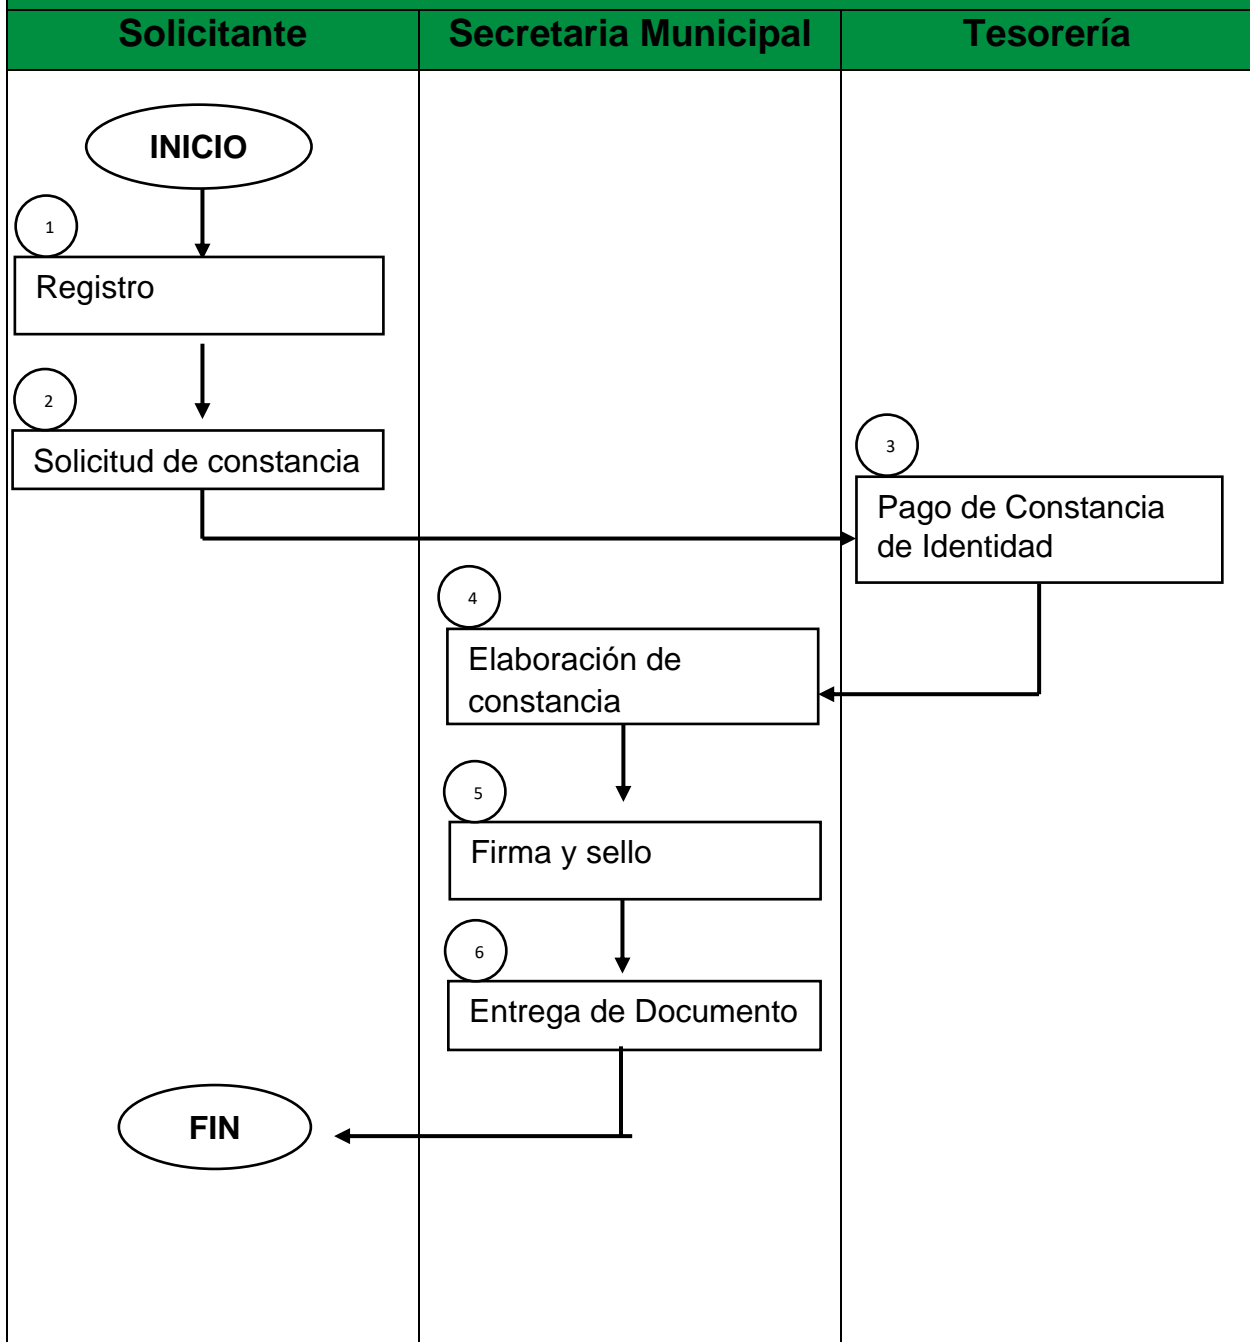 Solicitante
Secretaria Municipal
Tesorería
INICIO
1
Registro
2
Solicitud de constancia
3
Pago de Constancia
de Identidad
4
Elaboración de
constancia
5
Firma y sello
6
Entrega de Documento
FIN